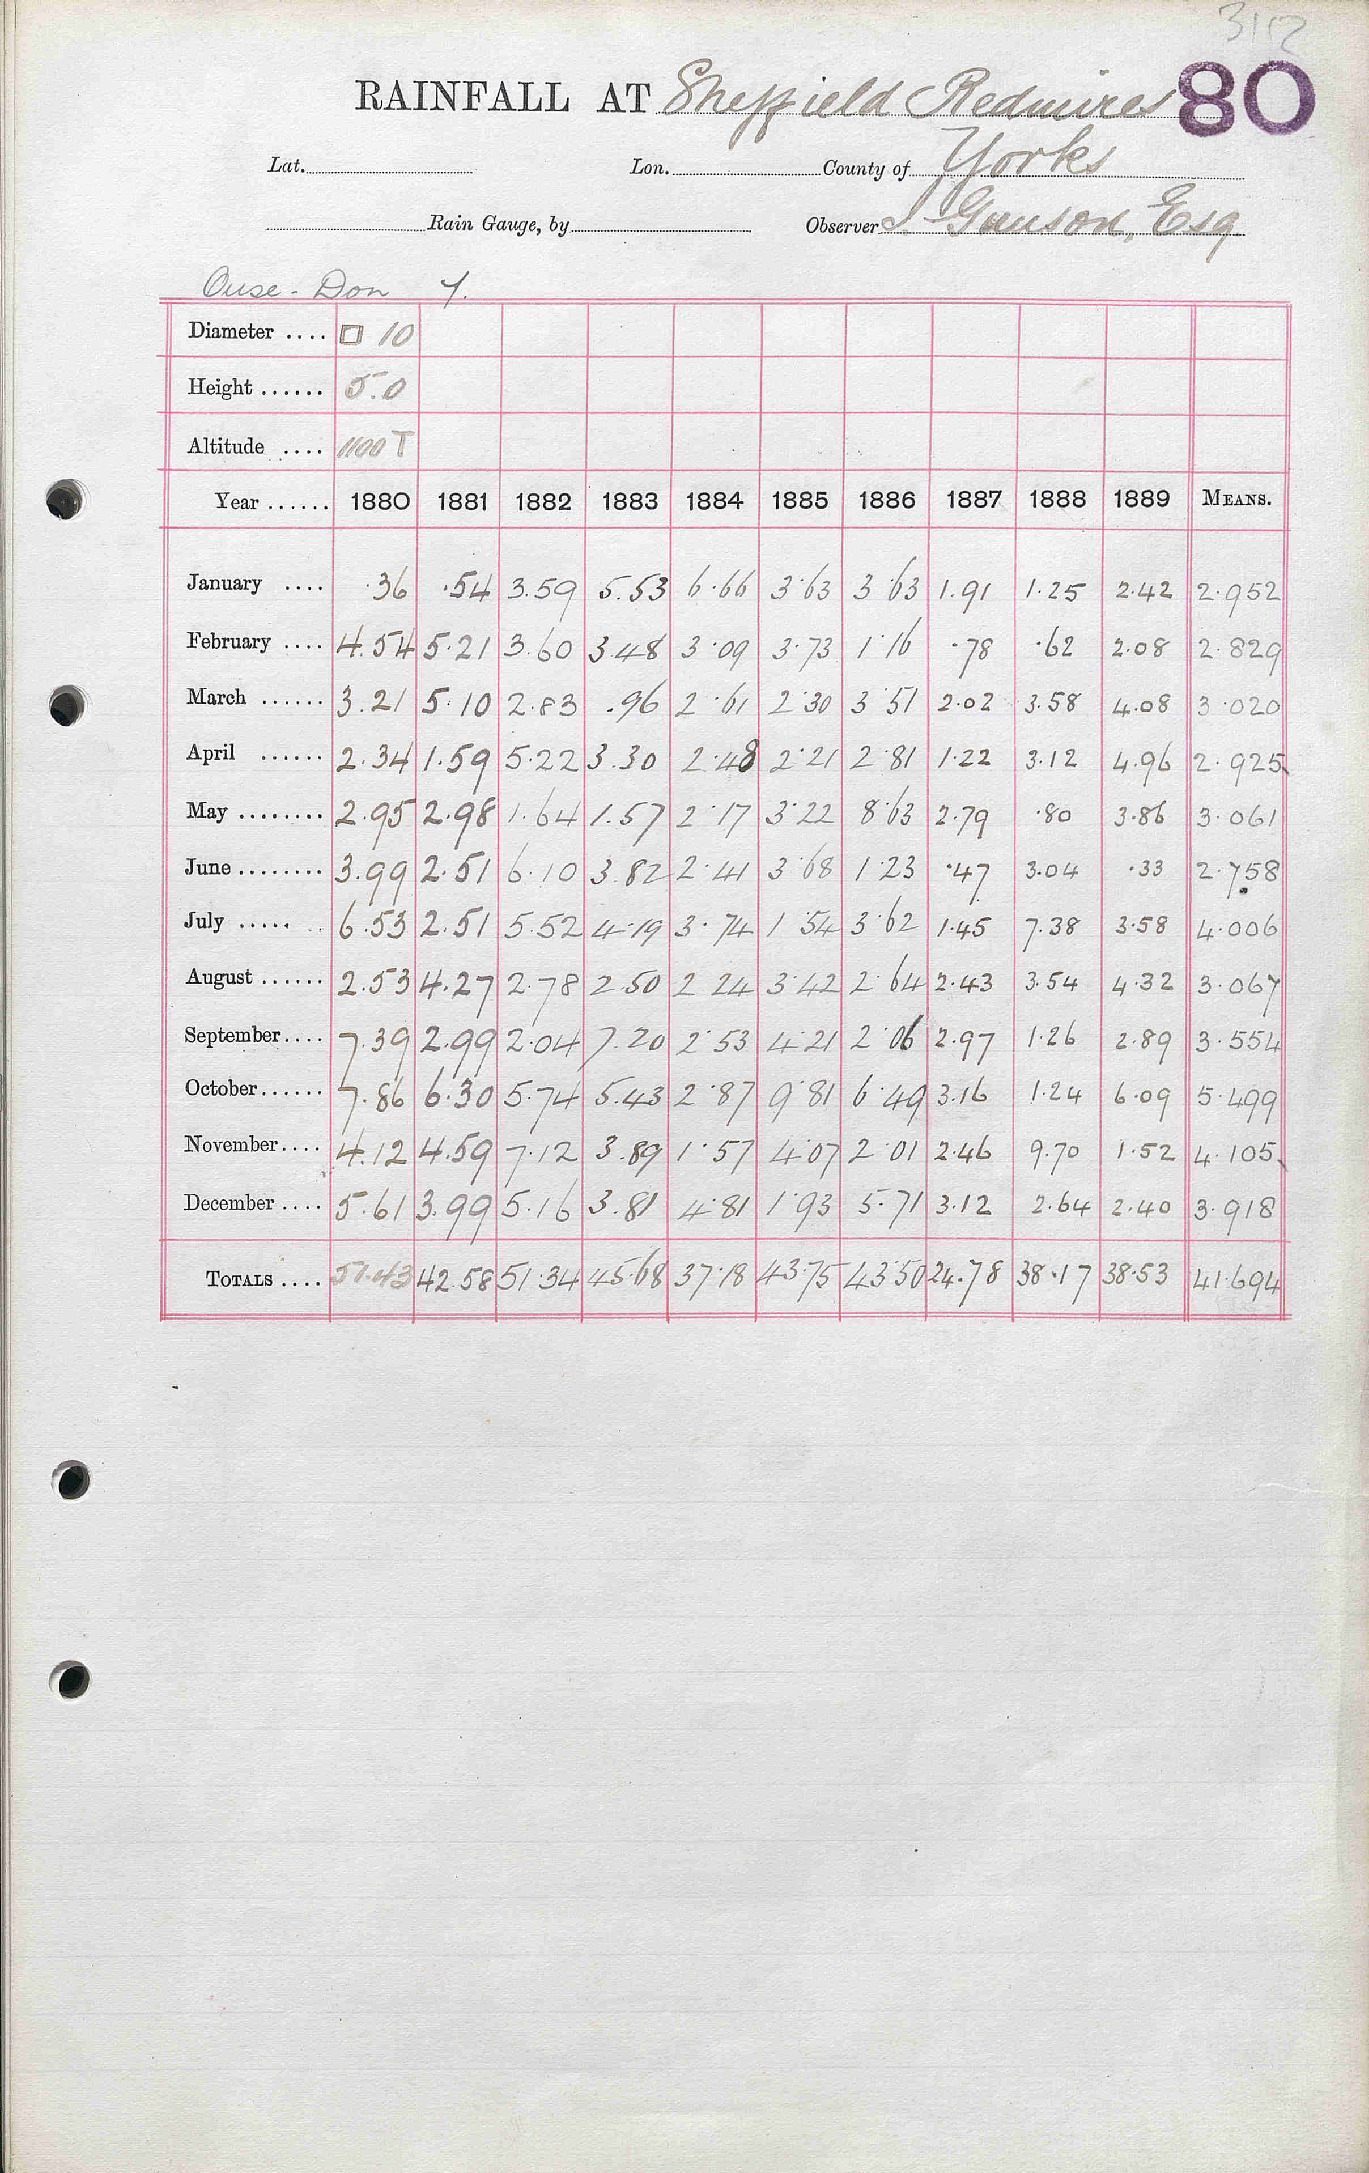 3112
RAINFALL AT Sheffield Redmires 80
Lat. Lon. County of Yorks
Rain Gauge, by Observer Gunson, Esq
Ouse - Don
Diameter .... □ 10
Height ...... 5.0
Altitude .... 1100 T
Year ...... 1880 1881 1882 1883 1884 1885 1886 1887 1888 1889 MEANS.
January .... .36 .54 3.59 5.53 6.66 3.63 3.63 1.91 1.25 2.42 2.952
February .... 4.54 5.21 3.60 3.48 3.09 3.73 1.16 .78 .62 2.08 2.829
March ...... 3.21 5.10 2.83 .96 2.61 2.30 3.51 2.02 3.58 4.08 3.020
April ...... 2.34 1.59 5.22 3.30 2.48 2.21 2.81 1.22 3.12 4.96 2.925
May ........ 2.95 2.98 1.64 1.57 2.17 3.22 8.63 2.79 .80 3.86 3.061
June ........ 3.99 2.51 6.10 3.82 2.41 3.68 1.23 .47 3.04 .33 2.758
July ..... 6.53 2.51 5.52 4.19 3.74 1.54 3.62 1.45 7.38 3.58 4.006
August ...... 2.53 4.27 2.78 2.50 2.24 3.42 2.64 2.43 3.54 4.32 3.067
September.... 7.39 2.99 2.04 7.20 2.53 4.21 2.06 2.97 1.26 2.89 3.554
October...... 7.86 6.30 5.74 5.43 2.87 9.81 6.49 3.16 1.24 6.09 5.499
November.... 4.12 4.59 7.12 3.89 1.57 4.07 2.01 2.46 9.70 1.52 4.105
December .... 5.61 3.99 5.16 3.81 4.81 1.93 5.71 3.12 2.64 2.40 3.918
TOTALS .... 51.43 42.58 51.34 45.68 37.18 43.75 43.50 24.78 38.17 38.53 41.694